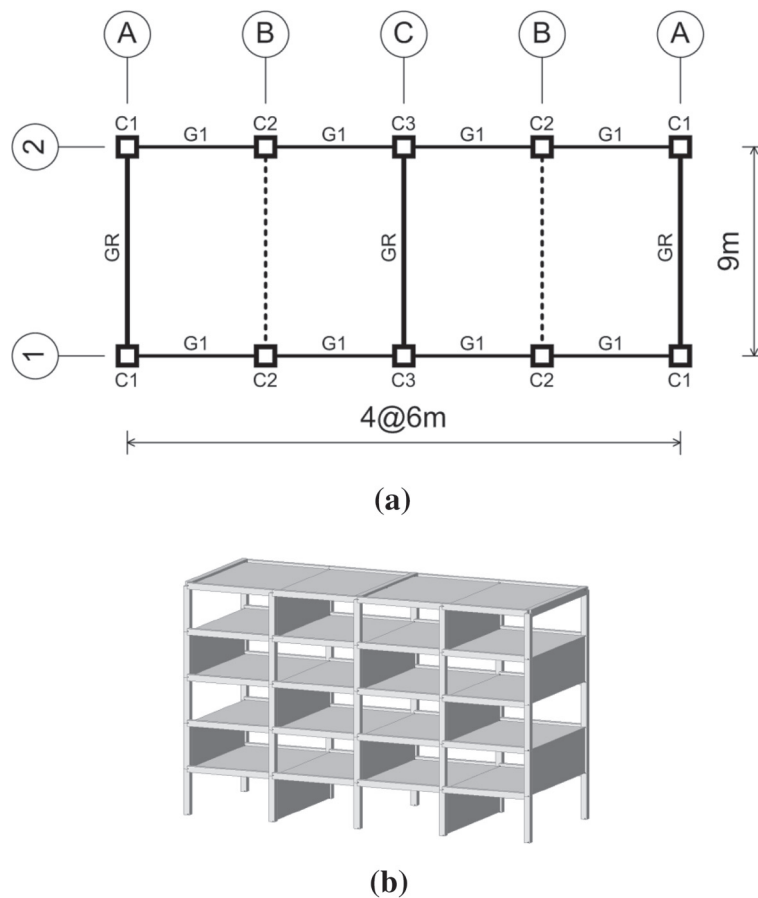 A B C B A
C1 C2 C3 C2 C1
G1 G1 G1 G1
2
GR GR GR
9m
1
G1 G1 G1 G1
C1 C2 C3 C2 C1
4@6m
(a)
(b)